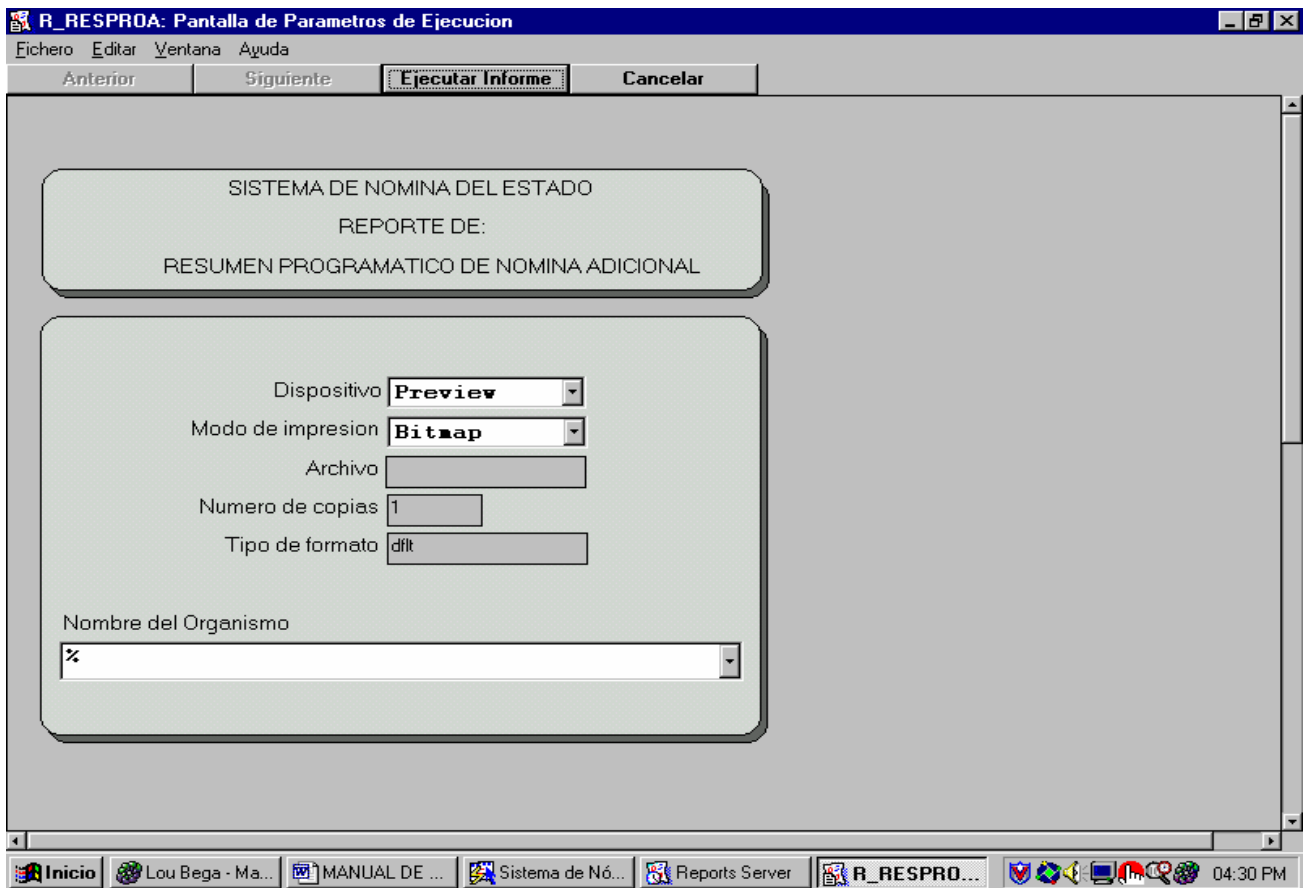 R_RESPROA: Pantalla de Parametros de Ejecucion
Fichero Editar Ventana Ayuda
Anterior Siguiente Ejecutar Informe Cancelar
SISTEMA DE NOMINA DEL ESTADO
REPORTE DE:
RESUMEN PROGRAMATICO DE NOMINA ADICIONAL
Dispositivo Preview
Modo de impresion Bitmap
Archivo
Numero de copias 1
Tipo de formato dflt
Nombre del Organismo
%
Inicio Lou Bega - Ma... MANUAL DE ... Sistema de Nó... Reports Server R_RESPRO... 04:30 PM